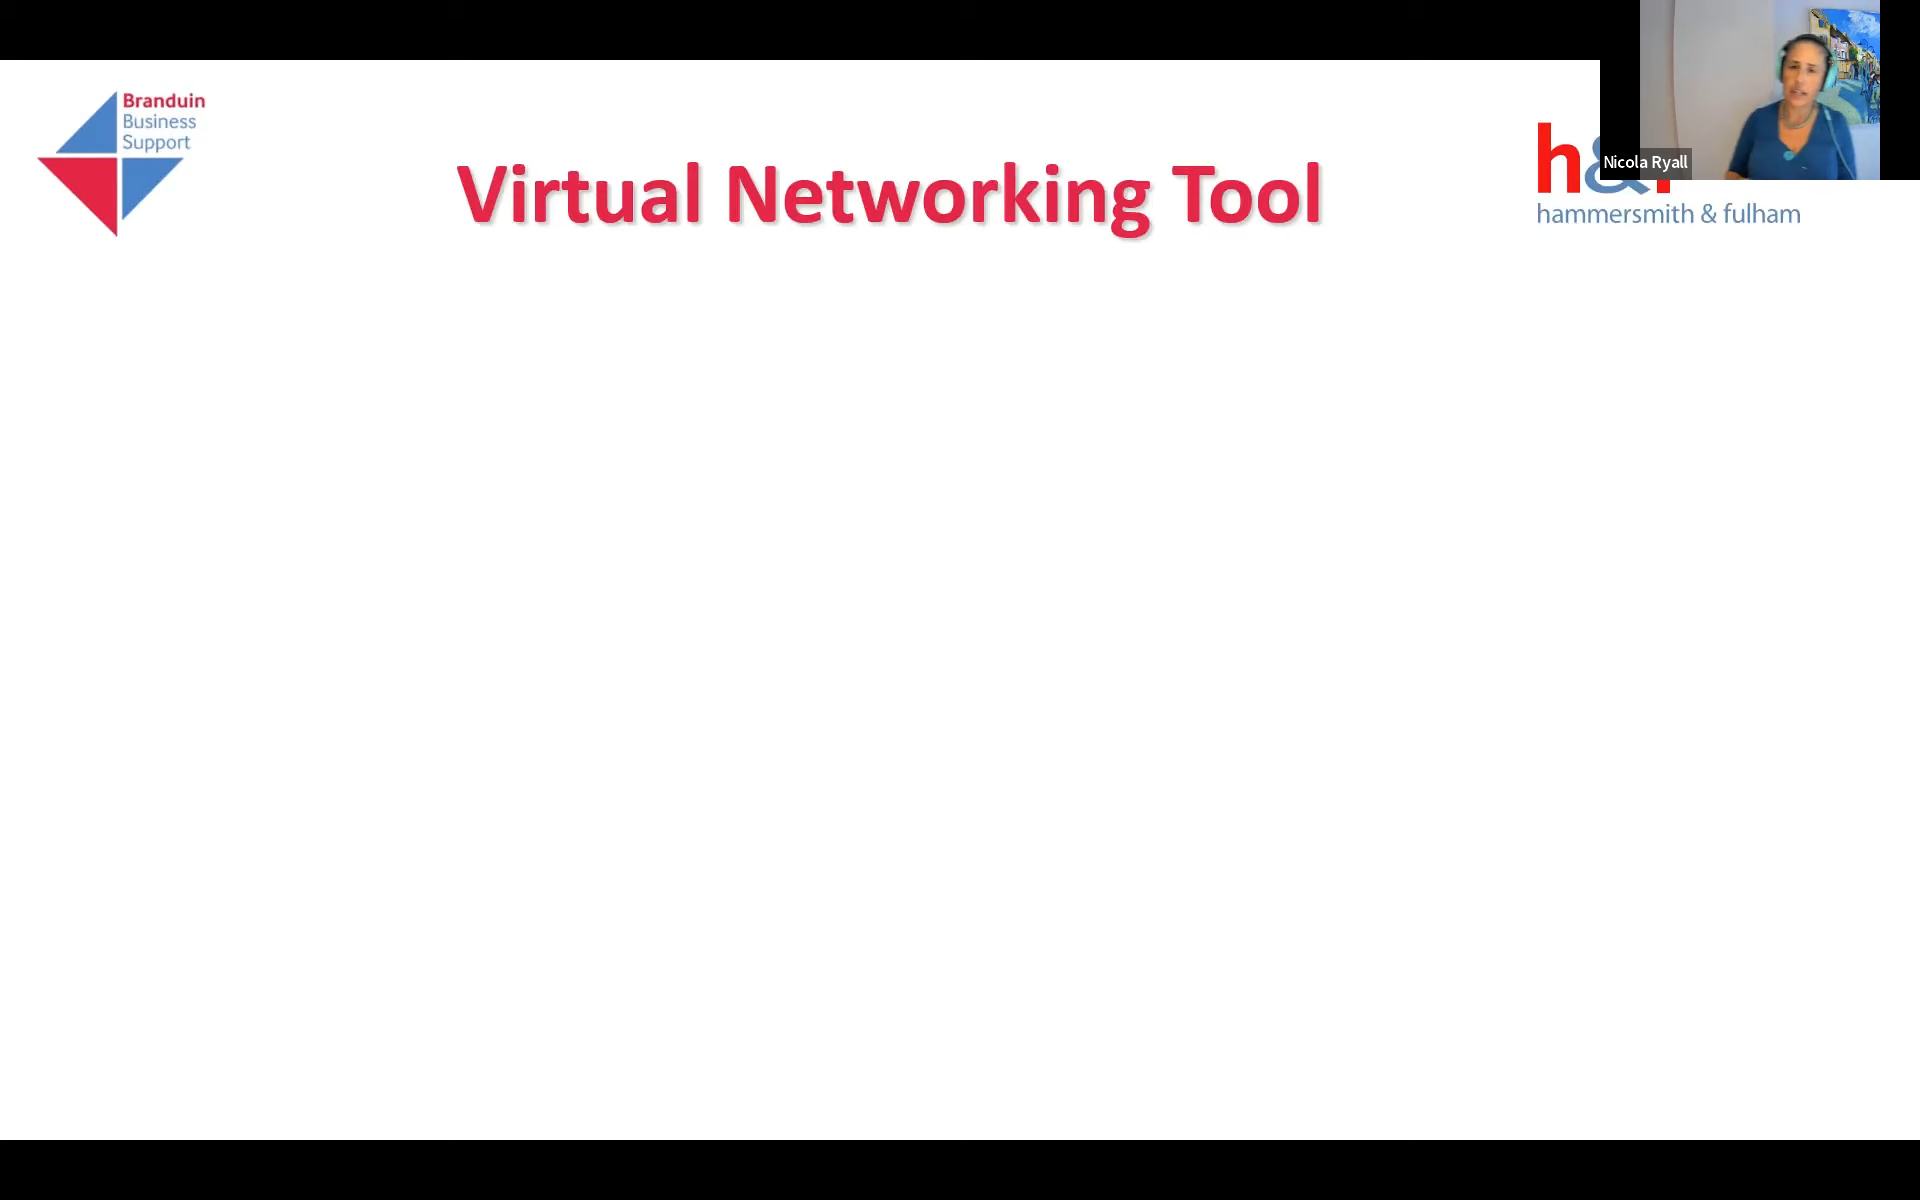 Branduin
Business
Support
Virtual Networking Tool
h&f
Nicola Ryall
hammersmith & fulham